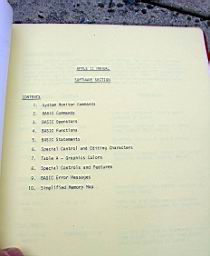 APPLE II MANUAL
SOFTWARE SECTION
CONTENTS
1. System Monitor Commands
2. BASIC Commands
3. BASIC Operators
4. BASIC Functions
5. BASIC Statements
6. Special Control and Editing Characters
7. Table A - Graphics Colors
8. Special Controls and Features
9. BASIC Error Messages
10. Simplified Memory Map